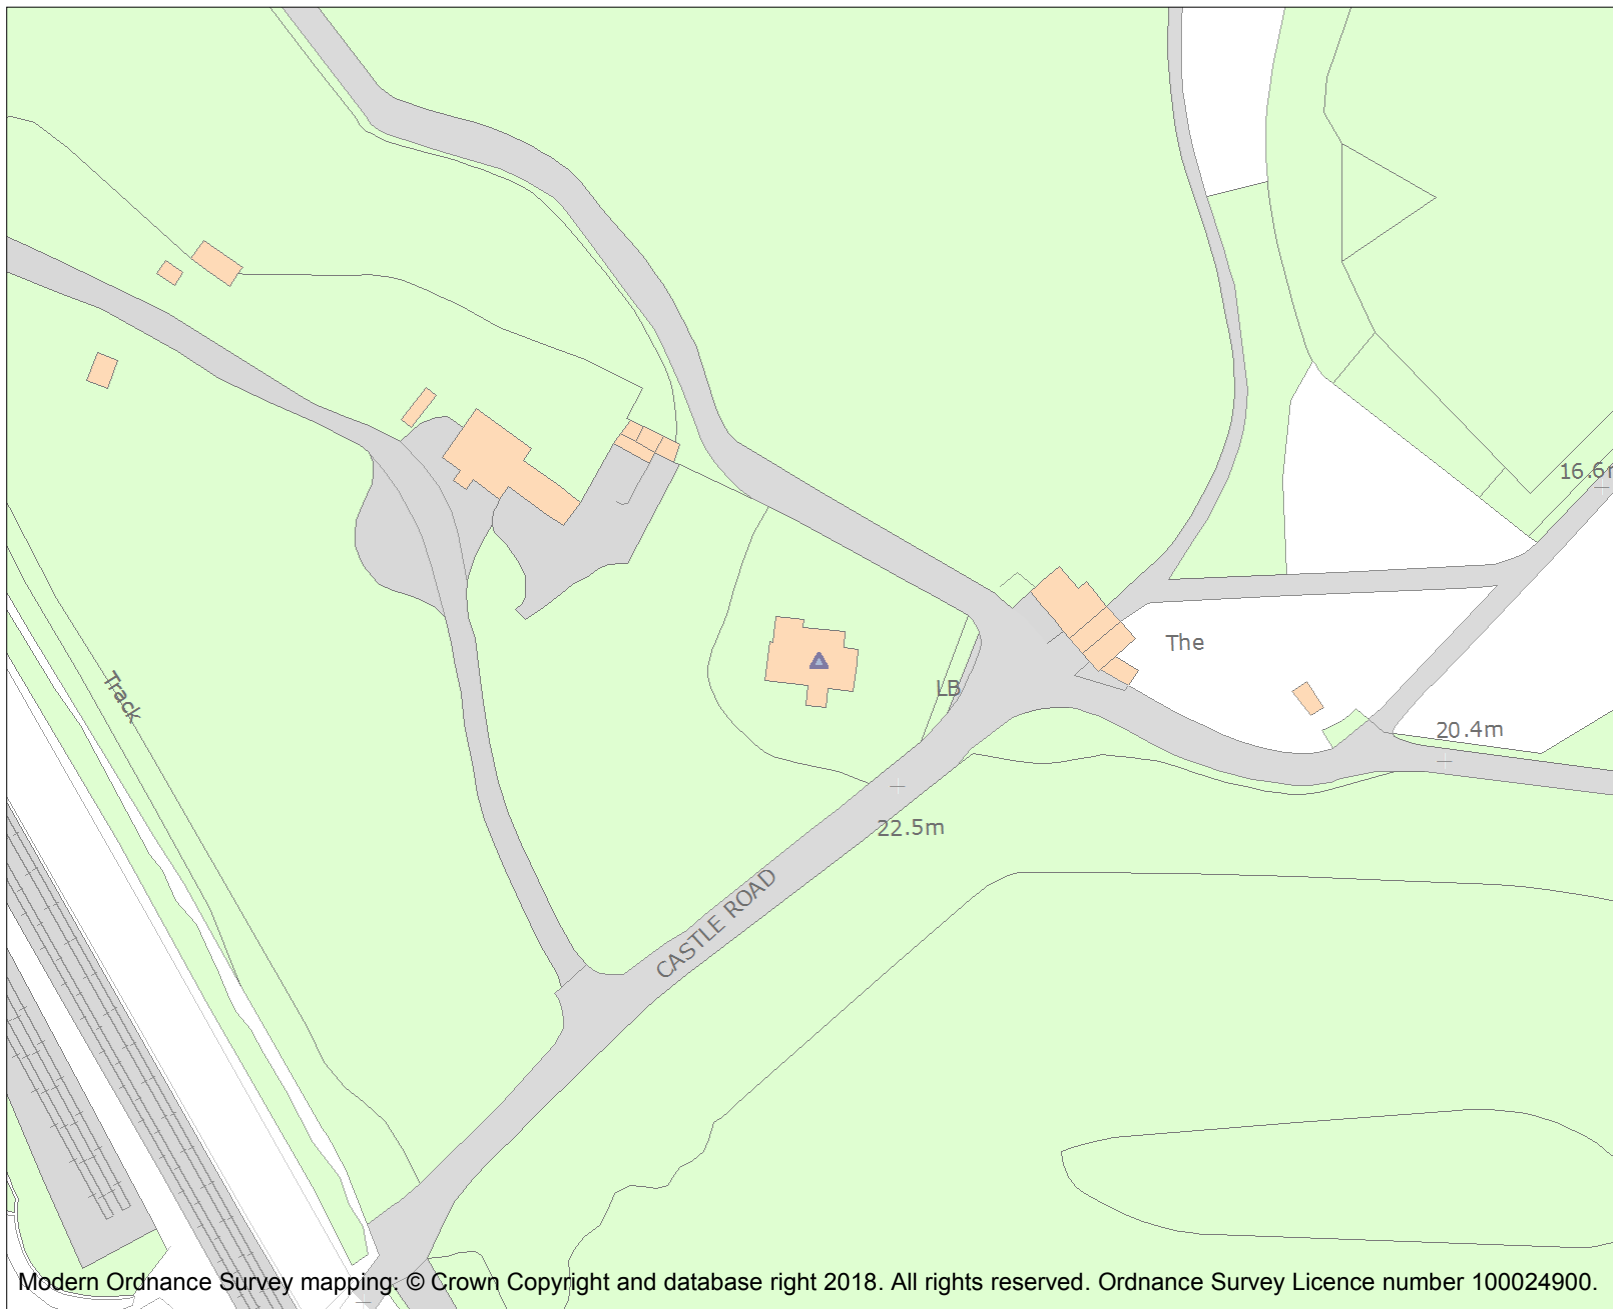 16.6m
The
Track
LB
20.4m
22.5m
CASTLE ROAD
Modern Ordnance Survey mapping: © Crown Copyright and database right 2018. All rights reserved. Ordnance Survey Licence number 100024900.